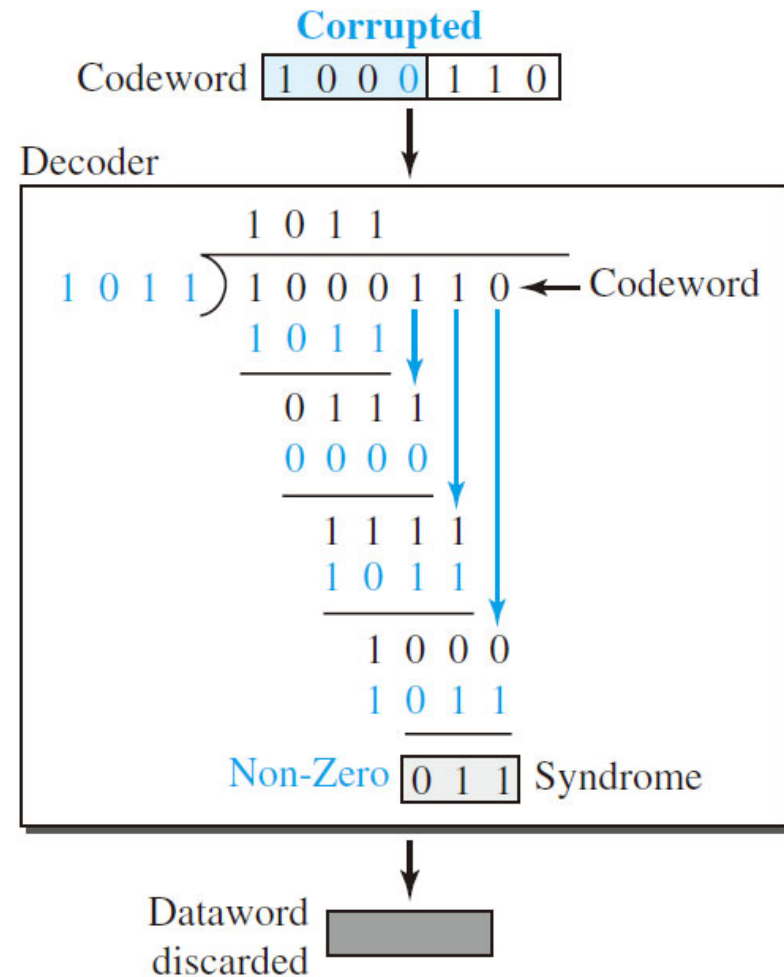 Corrupted
Codeword 1 0 0 0 1 1 0
Decoder
1 0 1 1
1 0 1 1 ) 1 0 0 0 1 1 0 Codeword
1 0 1 1
0 1 1 1
0 0 0 0
1 1 1 1
1 0 1 1
1 0 0 0
1 0 1 1
Non-Zero 0 1 1 Syndrome
Dataword
discarded